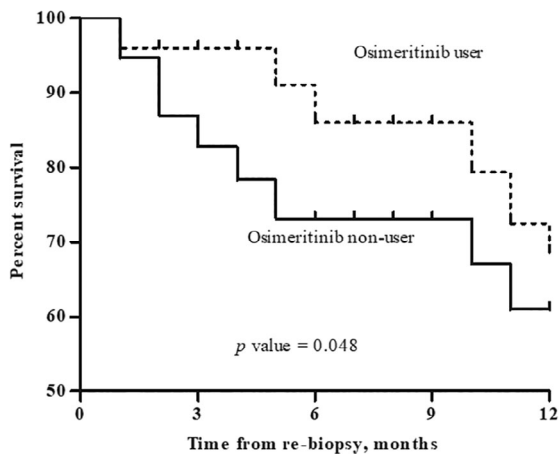 100
90
80
70
60
50
Percent survival
Osimeritinib user
Osimeritinib non-user
p value = 0.048
0 3 6 9 12
Time from re-biopsy, months